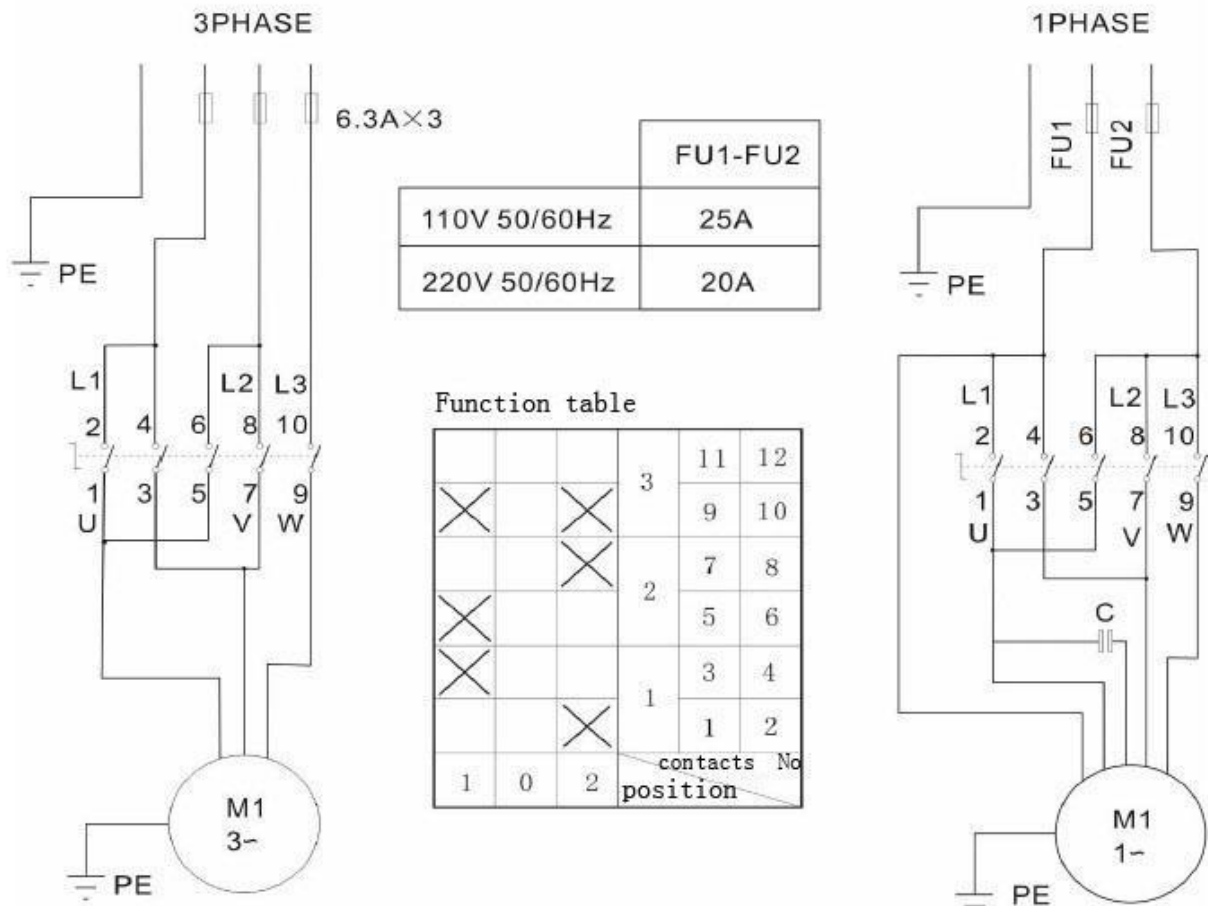 3PHASE
6.3A×3
PE
L1 L2 L3
2 4 6 8 10
1 3 5 7 9
U V W
M1
3~
PE
FU1-FU2
110V 50/60Hz 25A
220V 50/60Hz 20A
Function table
3 11 12
9 10
2 7 8
5 6
1 3 4
1 2
contacts No
1 0 2 position
1PHASE
FU1 FU2
PE
L1 L2 L3
2 4 6 8 10
1 3 5 7 9
U V W
C
M1
1~
PE